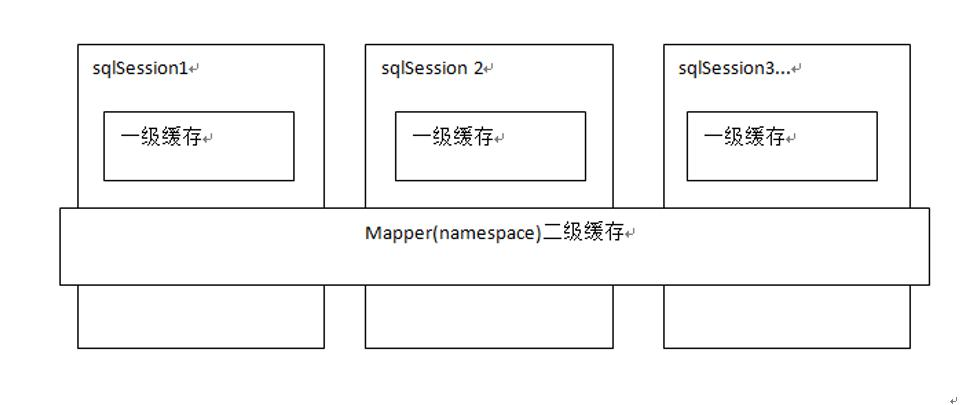 sqlSession1
sqlSession 2
sqlSession3...
一级缓存
一级缓存
一级缓存
Mapper(namespace)二级缓存